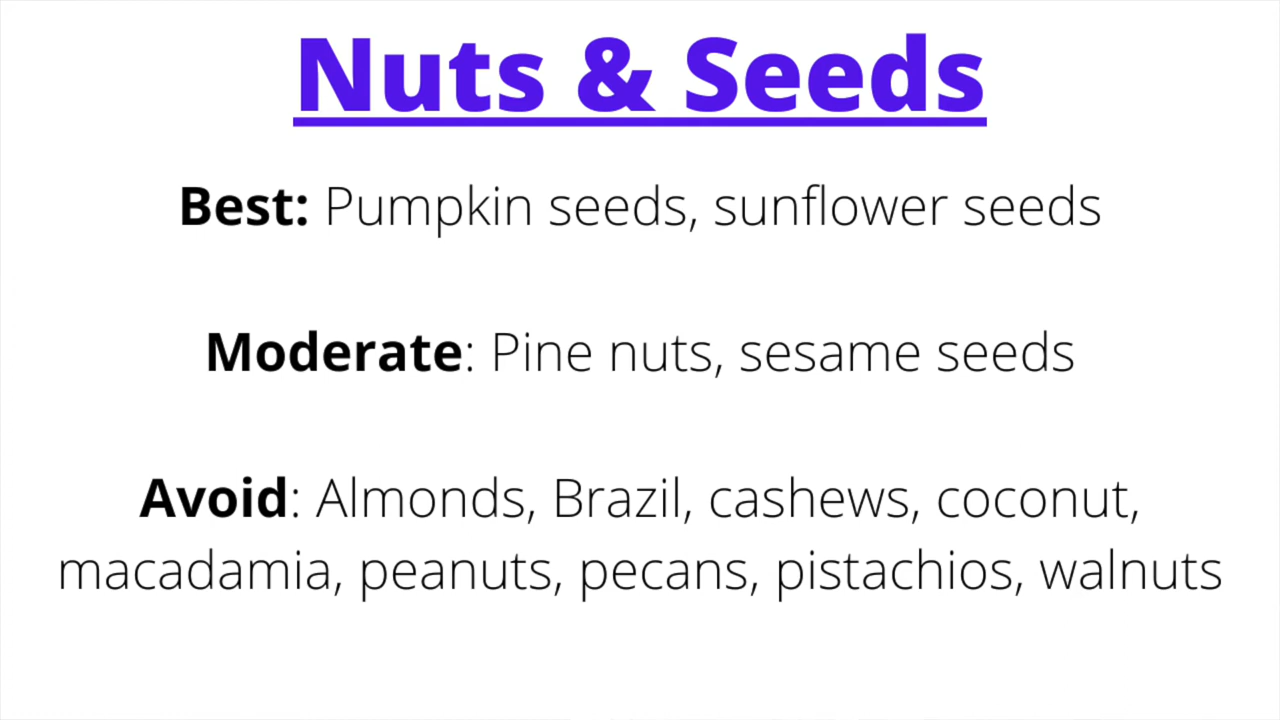 Nuts & Seeds
Best: Pumpkin seeds, sunflower seeds
Moderate: Pine nuts, sesame seeds
Avoid: Almonds, Brazil, cashews, coconut,
macadamia, peanuts, pecans, pistachios, walnuts